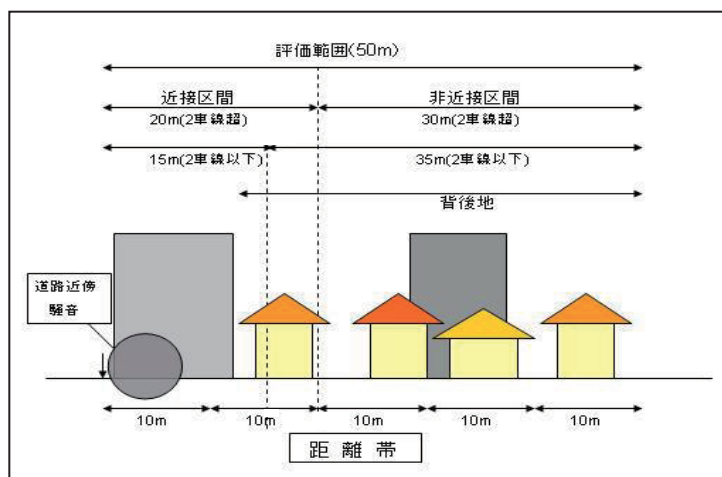 評価範囲(50m)
近接区間
非近接区間
20m(2車線超)
30m(2車線超)
15m(2車線以下)
35m(2車線以下)
背後地
道路近傍
騒音
10m
10m
10m
10m
10m
距離帯